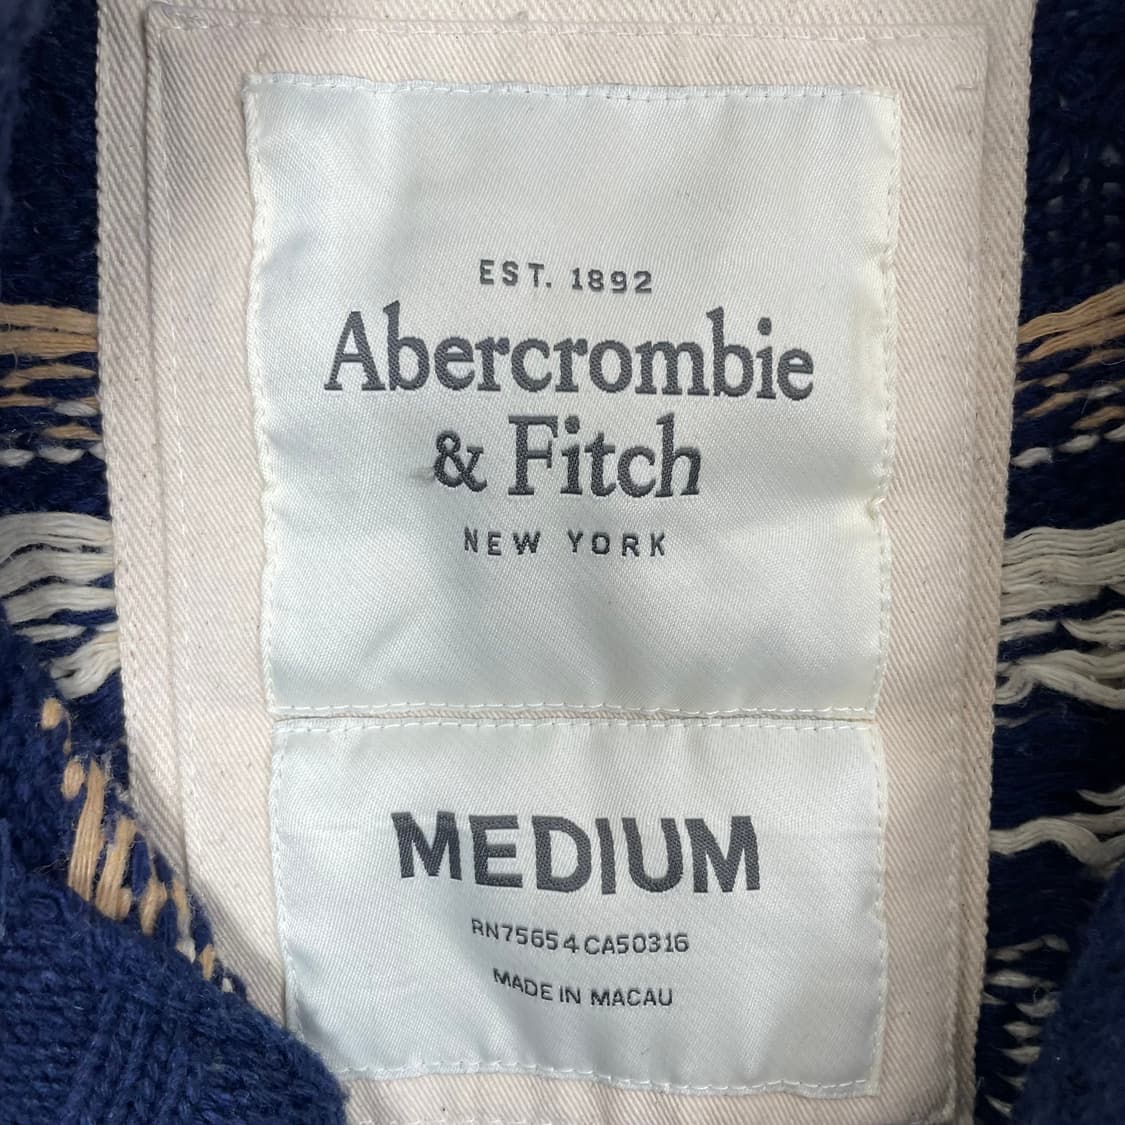 EST. 1892
Abercrombie
& Fitch
NEW YORK
MEDIUM
RN75654 CA50316
MADE IN MACAU